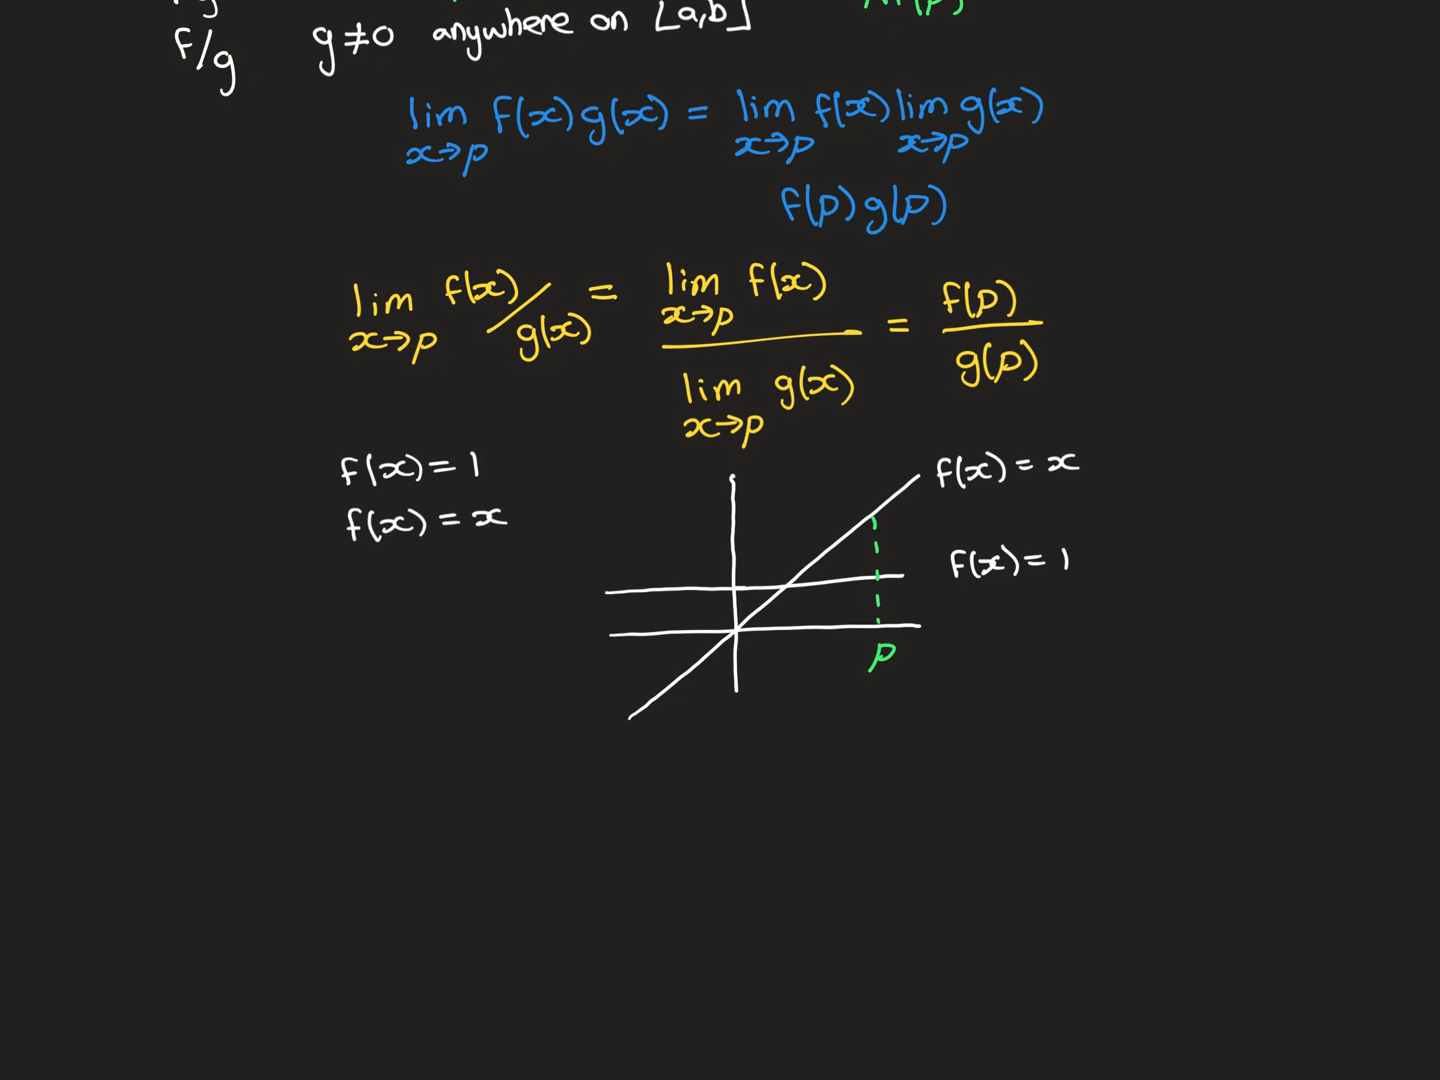 f/g g≠0 anywhere on [a,b]
lim x→p f(x)g(x) = lim x→p f(x) lim x→p g(x)
f(p)g(p)
lim x→p f(x)/g(x) = lim x→p f(x) / lim x→p g(x) = f(p)/g(p)
f(x) = 1
f(x) = x
f(x) = x
f(x) = 1
p